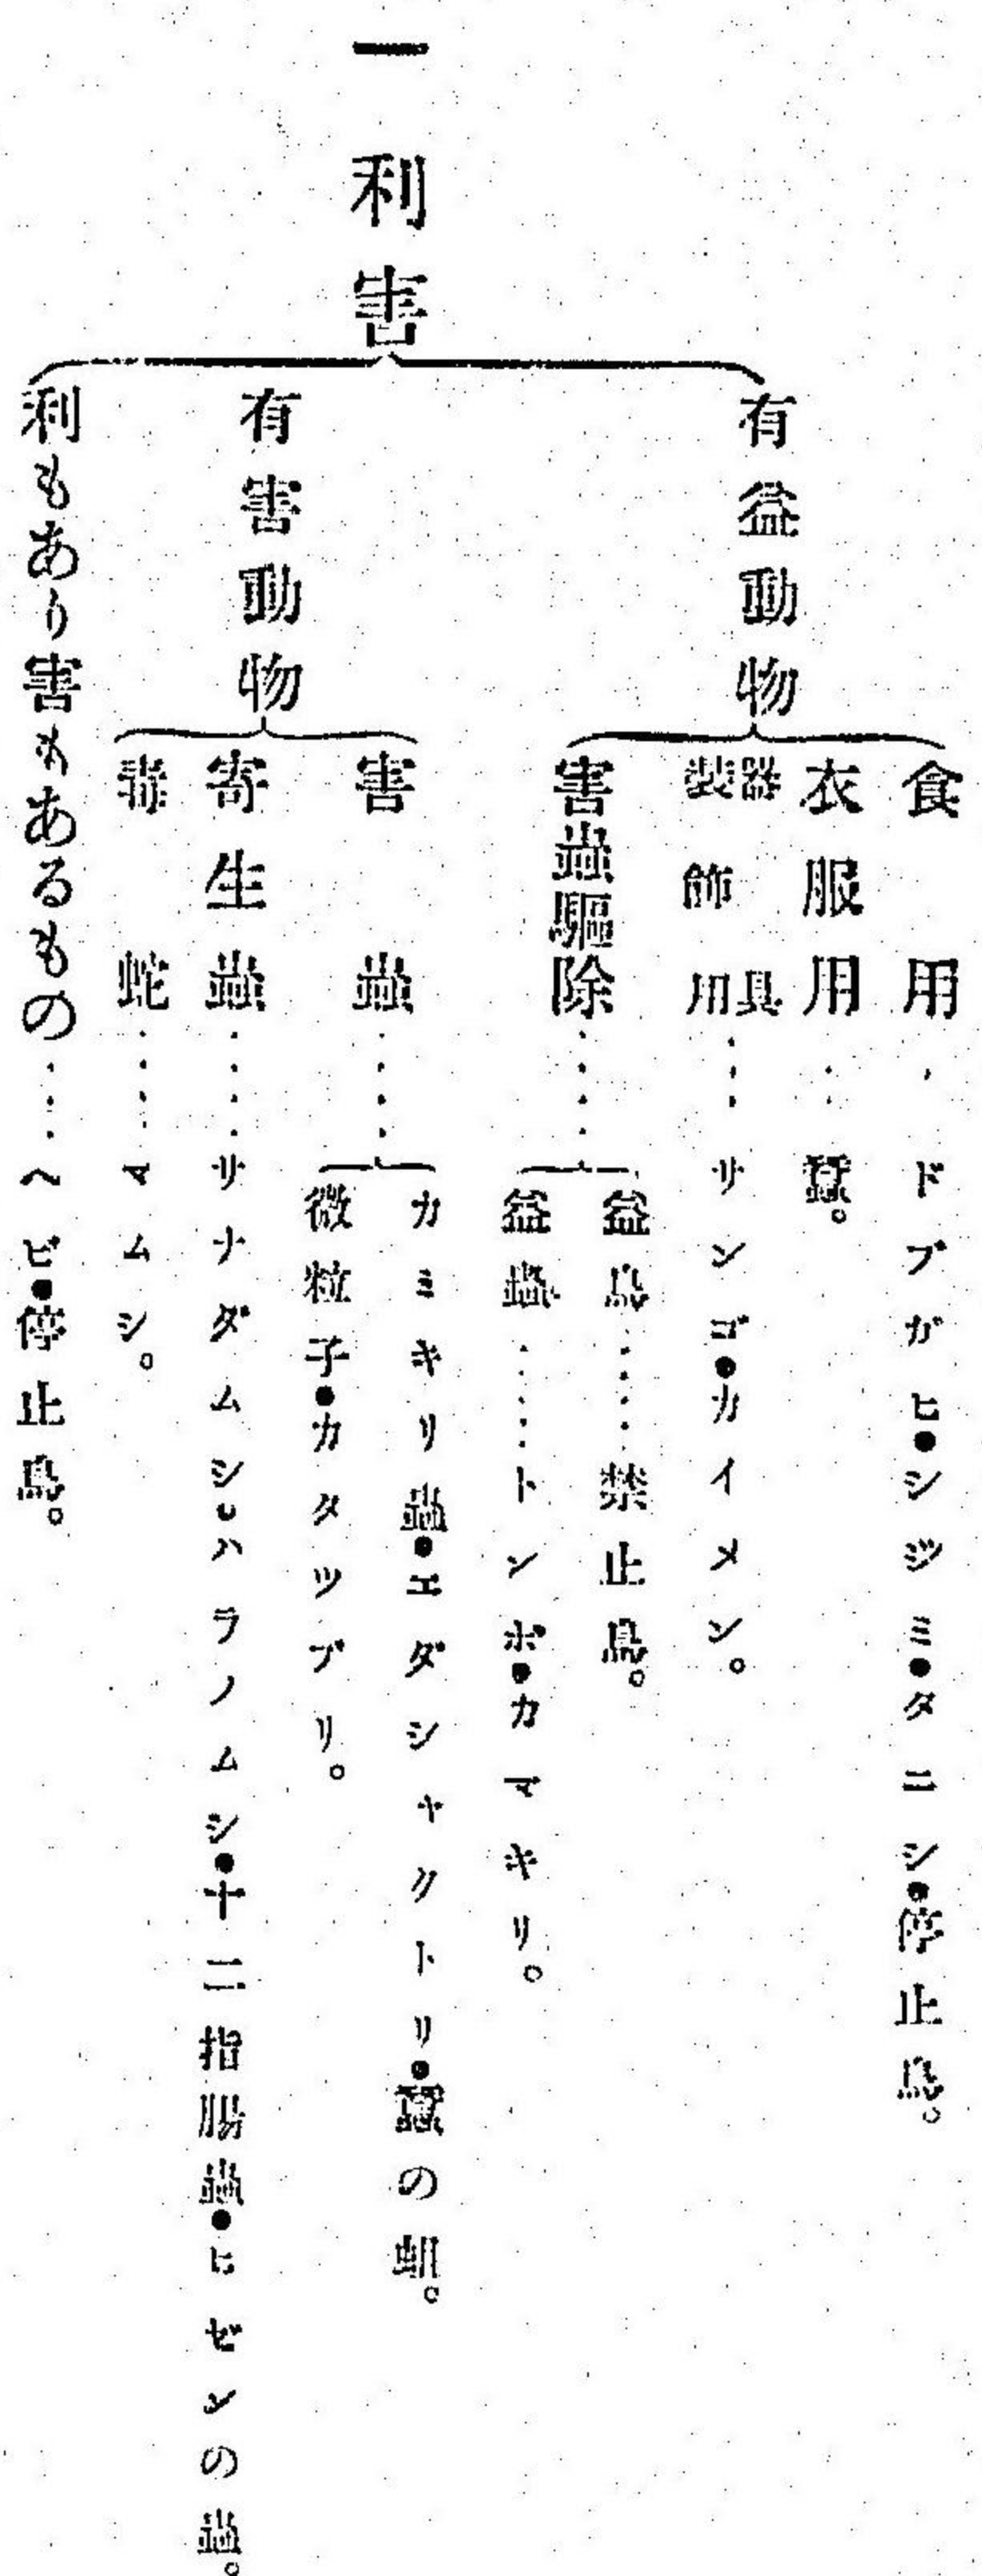 一 利害
有益動物
食用‥ドブガヒ●シジミ●タニシ●停止鳥。
衣服用‥蠶。
器具
裝飾用……サンゴ●カイメン。
害蟲驅除……
益鳥……禁止鳥。
益蟲……トンボ●カマキリ。
有害動物
害蟲……
カミキリ蟲●エダシャクトリ●蠶の蛆。
微粒子●カタツブリ。
寄生蟲……サナダムシ●ハラノムシ●十二指腸蟲●ヒゼンの蟲。
毒蛇……マムシ。
利もあり害もあるもの……ヘビ●停止鳥。